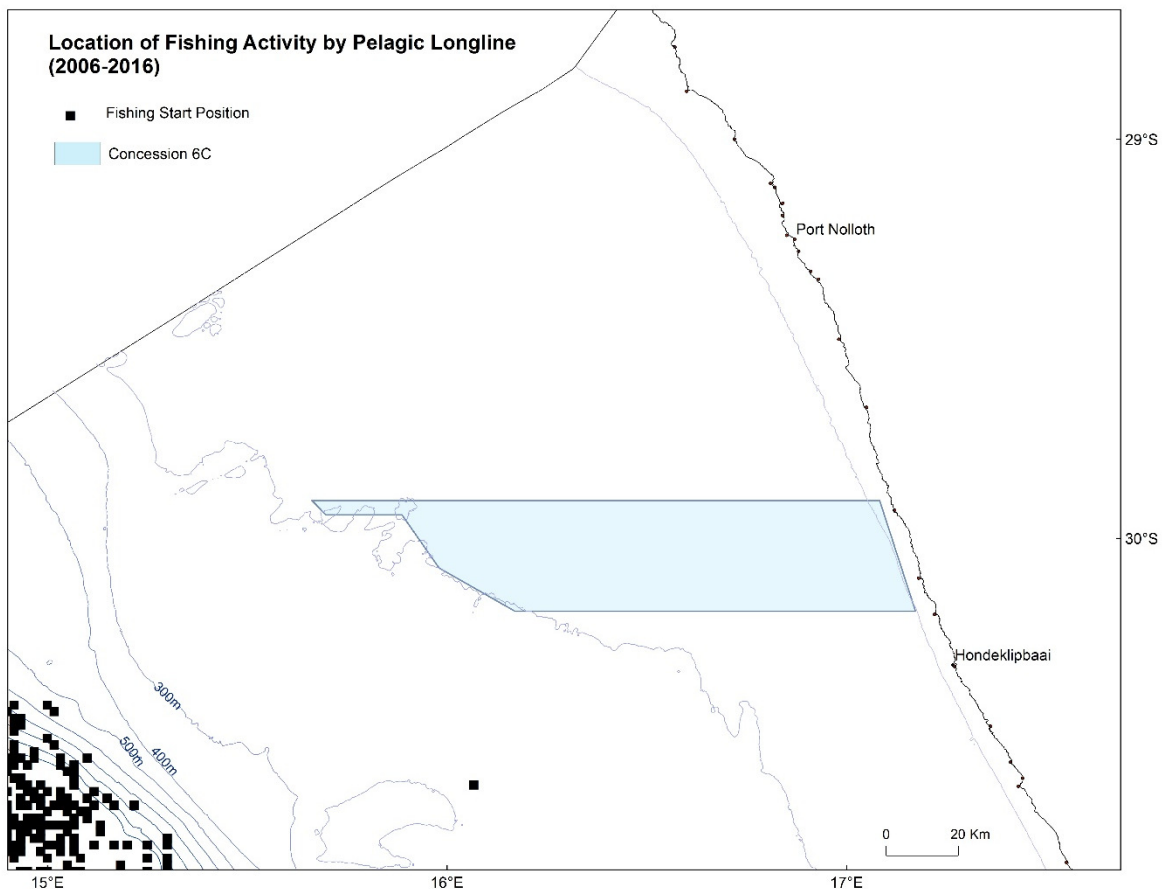 Location of Fishing Activity by Pelagic Longline
(2006-2016)
Fishing Start Position
Concession 6C
29°S
Port Nolloth
30°S
Hondeklipbaai
300m
500m
400m
0 20 Km
15°E 16°E 17°E